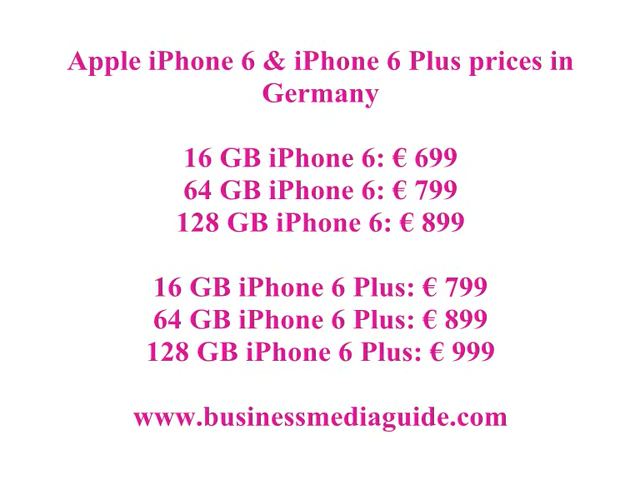 Apple iPhone 6 & iPhone 6 Plus prices in
Germany
16 GB iPhone 6: € 699
64 GB iPhone 6: € 799
128 GB iPhone 6: € 899
16 GB iPhone 6 Plus: € 799
64 GB iPhone 6 Plus: € 899
128 GB iPhone 6 Plus: € 999
www.businessmediaguide.com